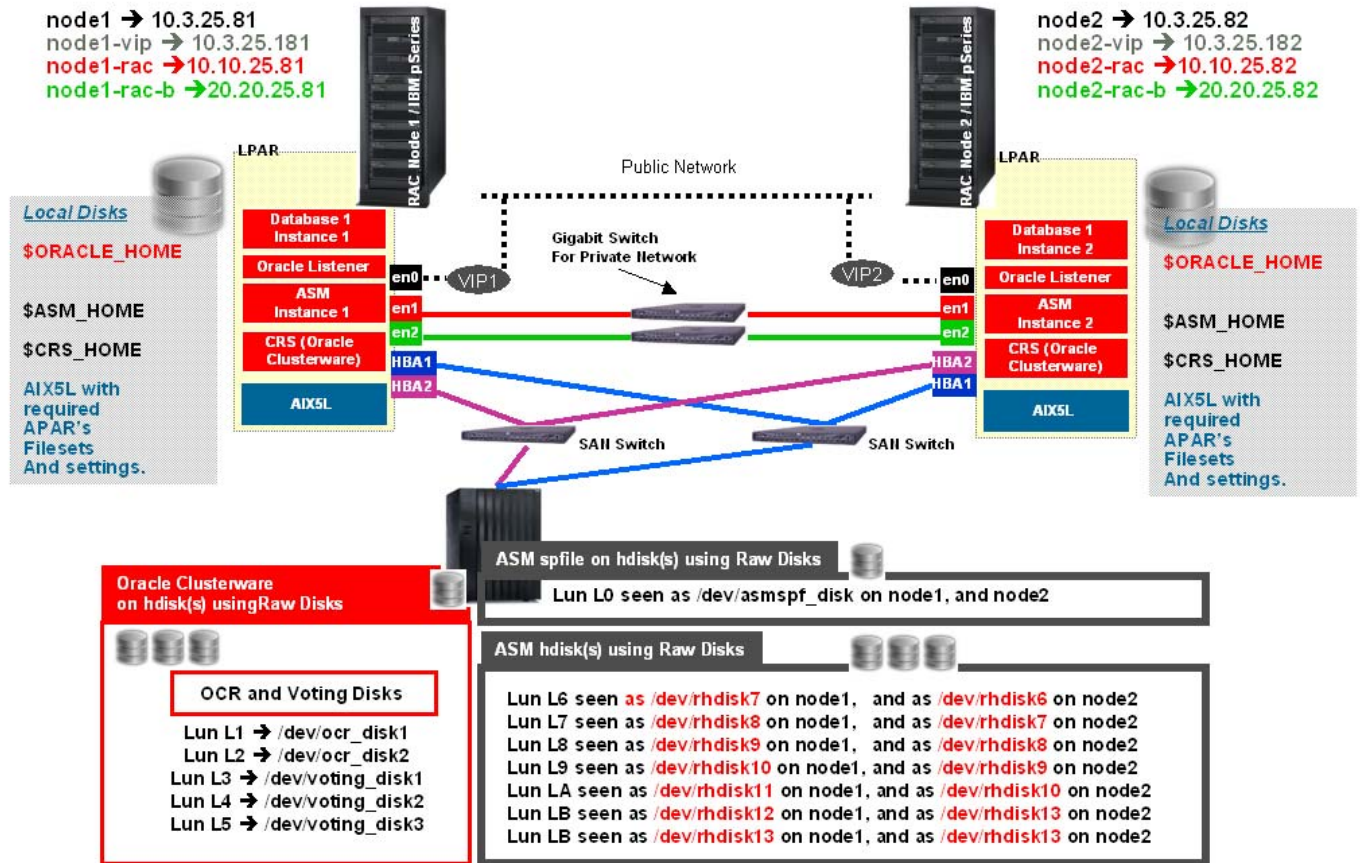 node1 ➔ 10.3.25.81
node1-vip ➔ 10.3.25.181
node1-rac ➔10.10.25.81
node1-rac-b ➔20.20.25.81
RAC Node 1 / IBM pSeries
node2 ➔ 10.3.25.82
node2-vip ➔ 10.3.25.182
node2-rac ➔10.10.25.82
node2-rac-b ➔20.20.25.82
RAC Node 2 / IBM pSeries
Public Network
Gigabit Switch
For Private Network
VIP1
VIP2
Local Disks
$ORACLE_HOME
$ASM_HOME
$CRS_HOME
AIX5L with
required
APAR's
Filesets
And settings.
LPAR
Database 1
Instance 1
Oracle Listener
ASM
Instance 1
CRS (Oracle
Clusterware)
AIX5L
en0
en1
en2
HBA1
HBA2
LPAR
Database 1
Instance 2
Oracle Listener
ASM
Instance 2
CRS (Oracle
Clusterware)
AIX5L
en0
en1
en2
HBA2
HBA1
Local Disks
$ORACLE_HOME
$ASM_HOME
$CRS_HOME
AIX5L with
required
APAR's
Filesets
And settings.
SAN Switch
SAN Switch
Oracle Clusterware
on hdisk(s) usingRaw Disks
OCR and Voting Disks
Lun L1 ➔ /dev/ocr_disk1
Lun L2 ➔ /dev/ocr_disk2
Lun L3 ➔ /dev/voting_disk1
Lun L4 ➔ /dev/voting_disk2
Lun L5 ➔ /dev/voting_disk3
ASM spfile on hdisk(s) using Raw Disks
Lun L0 seen as /dev/asmspf_disk on node1, and node2
ASM hdisk(s) using Raw Disks
Lun L6 seen as /dev/rhdisk7 on node1, and as /dev/rhdisk6 on node2
Lun L7 seen as /dev/rhdisk8 on node1, and as /dev/rhdisk7 on node2
Lun L8 seen as /dev/rhdisk9 on node1, and as /dev/rhdisk8 on node2
Lun L9 seen as /dev/rhdisk10 on node1, and as /dev/rhdisk9 on node2
Lun LA seen as /dev/rhdisk11 on node1, and as /dev/rhdisk10 on node2
Lun LB seen as /dev/rhdisk12 on node1, and as /dev/rhdisk13 on node2
Lun LB seen as /dev/rhdisk13 on node1, and as /dev/rhdisk13 on node2